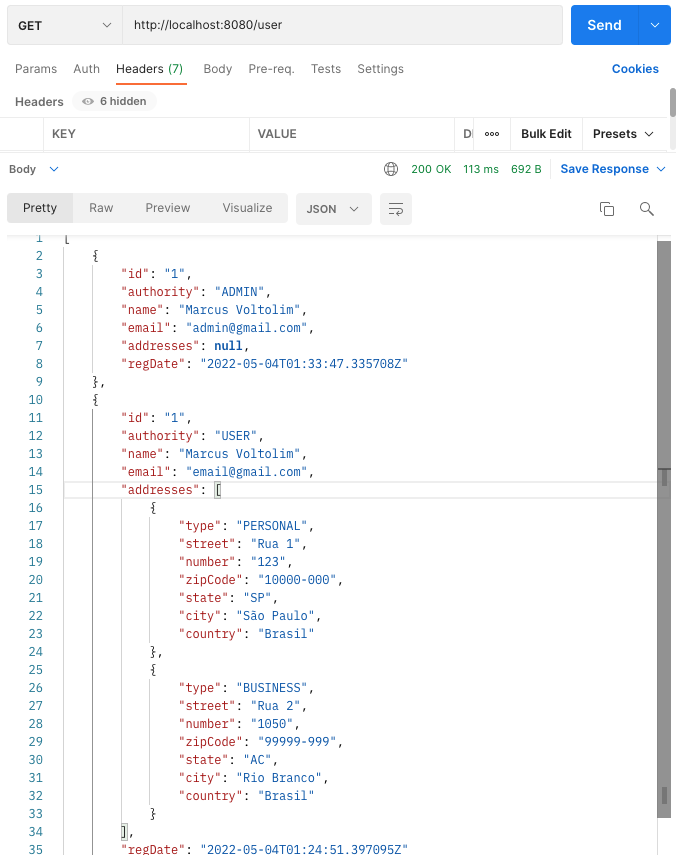 GET http://localhost:8080/user Send
Params Auth Headers (7) Body Pre-req. Tests Settings Cookies
Headers 6 hidden
KEY VALUE ooo Bulk Edit Presets
Body 200 OK 113 ms 692 B Save Response
Pretty Raw Preview Visualize JSON
1 [
2 {
3 "id": "1",
4 "authority": "ADMIN",
5 "name": "Marcus Voltolim",
6 "email": "admin@gmail.com",
7 "addresses": null,
8 "regDate": "2022-05-04T01:33:47.335708Z"
9 },
10 {
11 "id": "1",
12 "authority": "USER",
13 "name": "Marcus Voltolim",
14 "email": "email@gmail.com",
15 "addresses": [
16 {
17 "type": "PERSONAL",
18 "street": "Rua 1",
19 "number": "123",
20 "zipCode": "10000-000",
21 "state": "SP",
22 "city": "São Paulo",
23 "country": "Brasil"
24 },
25 {
26 "type": "BUSINESS",
27 "street": "Rua 2",
28 "number": "1050",
29 "zipCode": "99999-999",
30 "state": "AC",
31 "city": "Rio Branco",
32 "country": "Brasil"
33 }
34 ],
35 "regDate": "2022-05-04T01:24:51.397095Z"